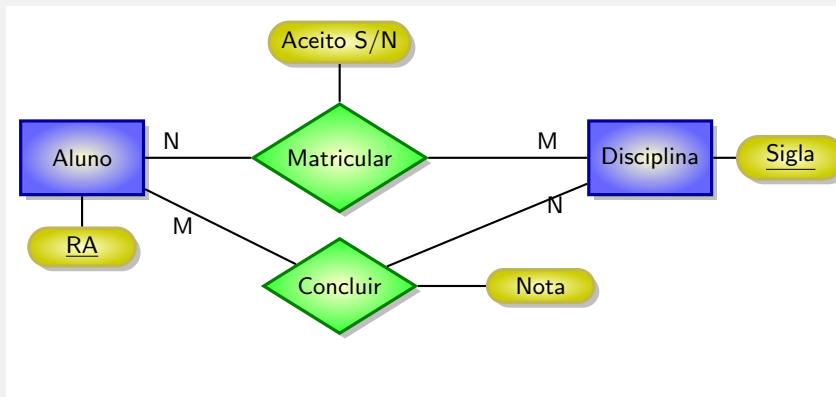 Aceito S/N
Aluno
N
Matricular
M
Disciplina
Sigla
RA
M
N
Concluir
Nota